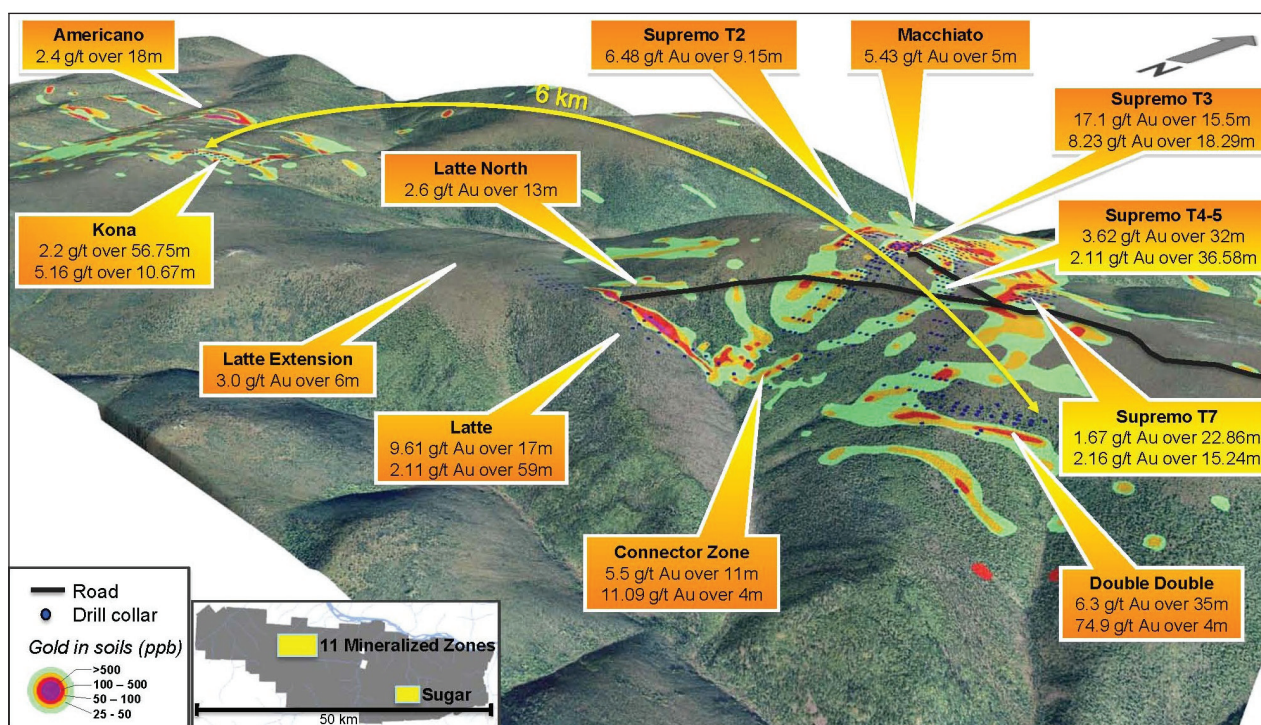 Americano
2.4 g/t over 18m
Supremo T2
6.48 g/t Au over 9.15m
Macchiato
5.43 g/t Au over 5m
N
6 km
Supremo T3
17.1 g/t Au over 15.5m
8.23 g/t Au over 18.29m
Latte North
2.6 g/t Au over 13m
Kona
2.2 g/t over 56.75m
5.16 g/t over 10.67m
Supremo T4-5
3.62 g/t Au over 32m
2.11 g/t Au over 36.58m
Latte Extension
3.0 g/t Au over 6m
Latte
9.61 g/t Au over 17m
2.11 g/t Au over 59m
Supremo T7
1.67 g/t Au over 22.86m
2.16 g/t Au over 15.24m
Connector Zone
5.5 g/t Au over 11m
11.09 g/t Au over 4m
Double Double
6.3 g/t Au over 35m
74.9 g/t Au over 4m
Road
Drill collar
Gold in soils (ppb)
>500
100 - 500
50 - 100
25 - 50
11 Mineralized Zones
Sugar
50 km